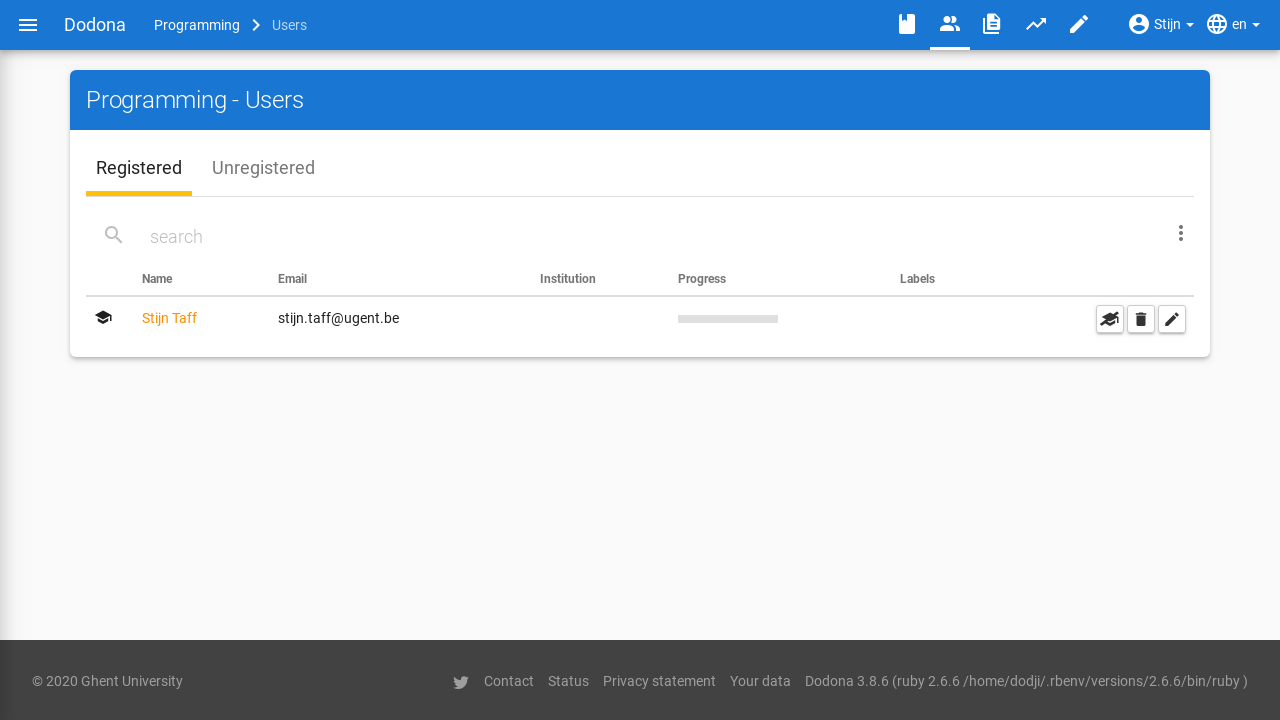 Dodona Programming Users Stijn en
Programming - Users
Registered Unregistered
search
Name Email Institution Progress Labels
Stijn Taff stijn.taff@ugent.be
© 2020 Ghent University Contact Status Privacy statement Your data Dodona 3.8.6 (ruby 2.6.6 /home/dodji/.rbenv/versions/2.6.6/bin/ruby )